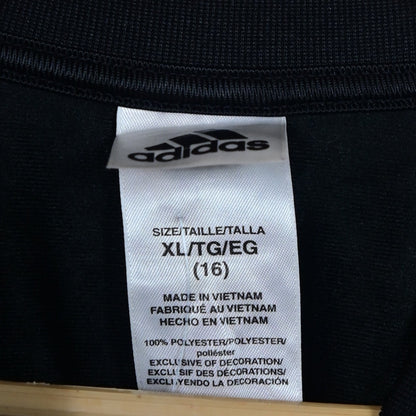 adidas
SIZE/TAILLE/TALLA
XL/TG/EG
(16)
MADE IN VIETNAM
FABRIQUÉ AU VIETNAM
HECHO EN VIETNAM
100% POLYESTER/POLYESTER/
poliéster
EXCLUSIVE OF DECORATION/
EXCLUSIF DES DÉCORATIONS/
EXCLUYENDO LA DECORACIÓN